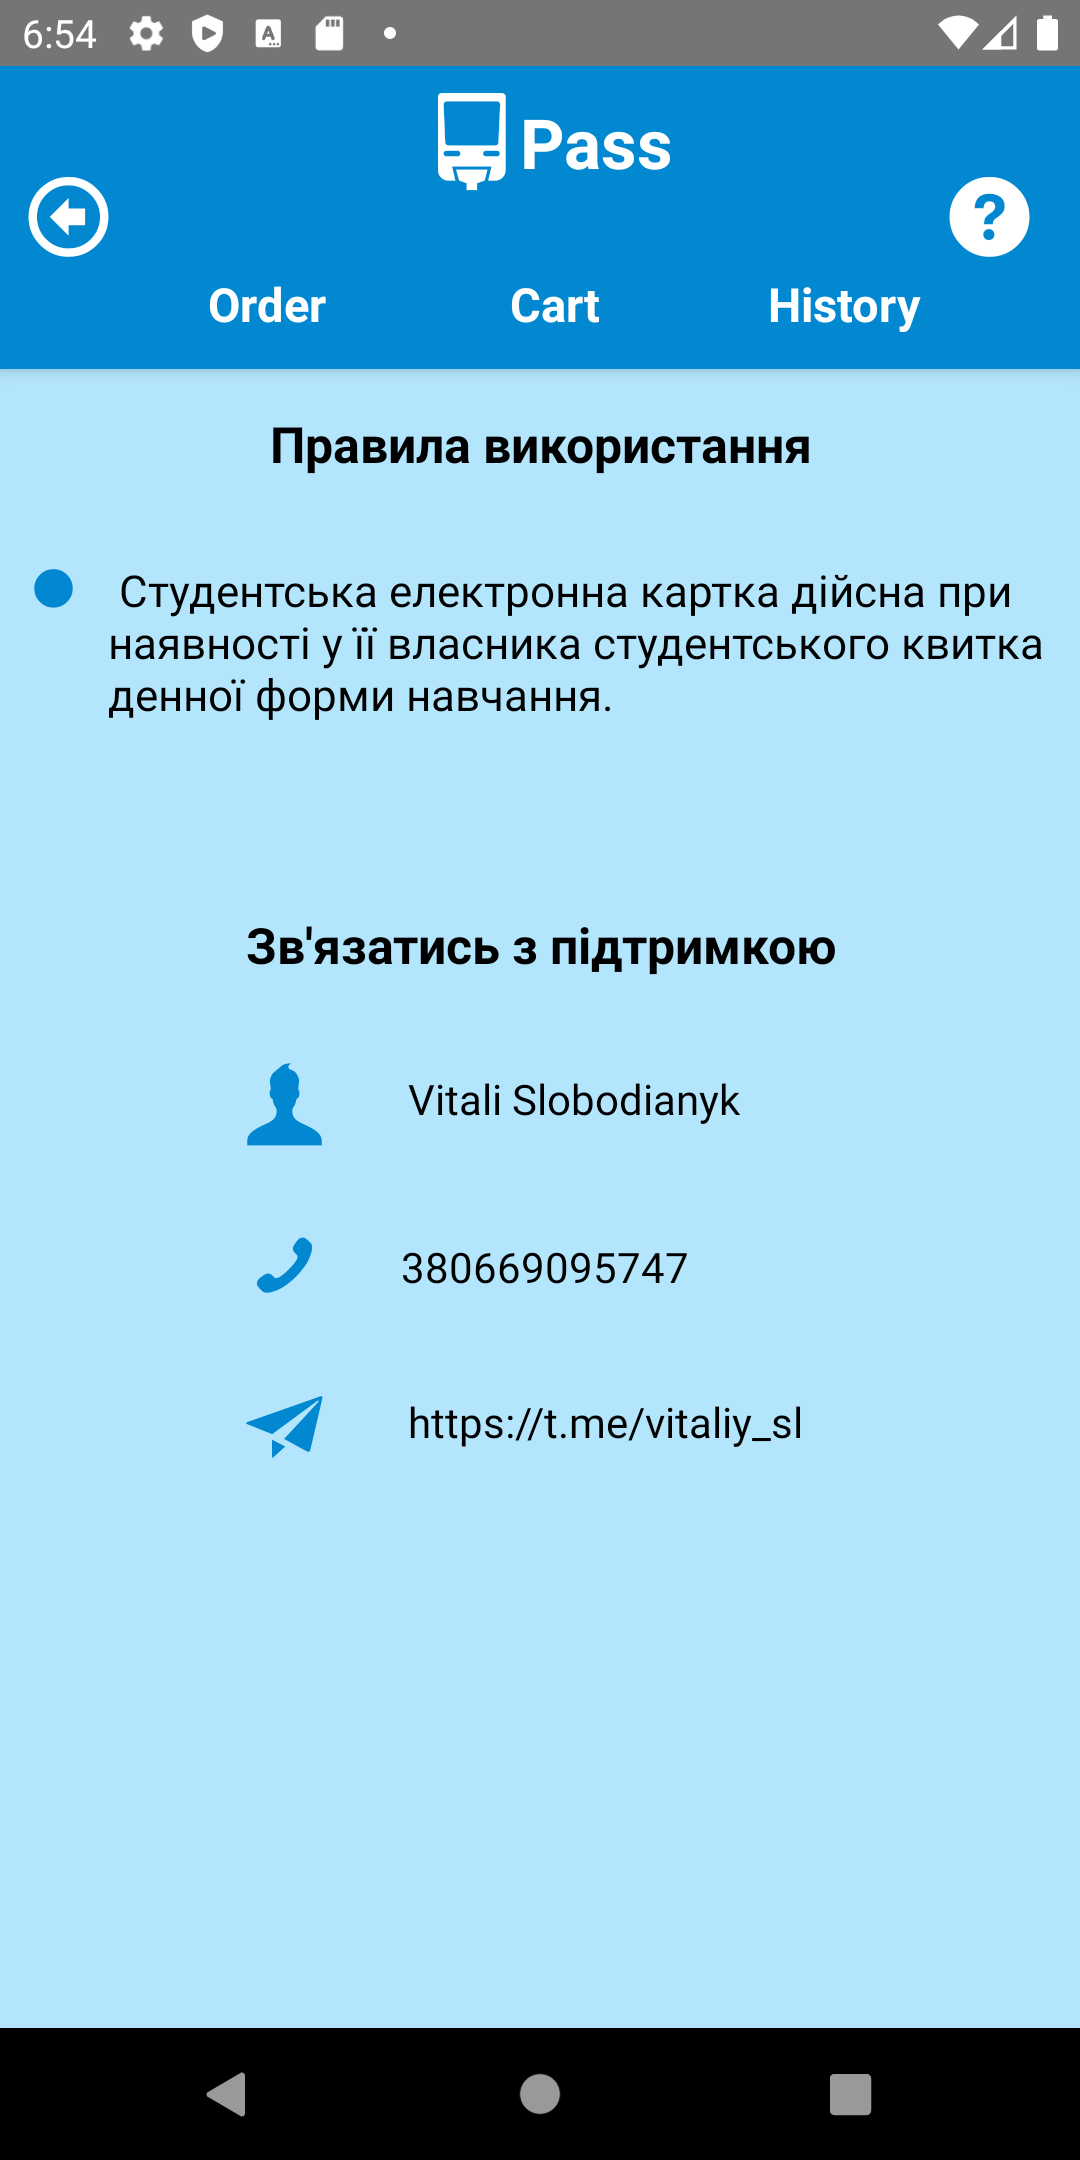 6:54
Pass
Order Cart History
Правила використання
Студентська електронна картка дійсна при
наявності у її власника студентського квитка
денної форми навчання.
Зв'язатись з підтримкою
Vitali Slobodianyk
380669095747
https://t.me/vitaliy_sl